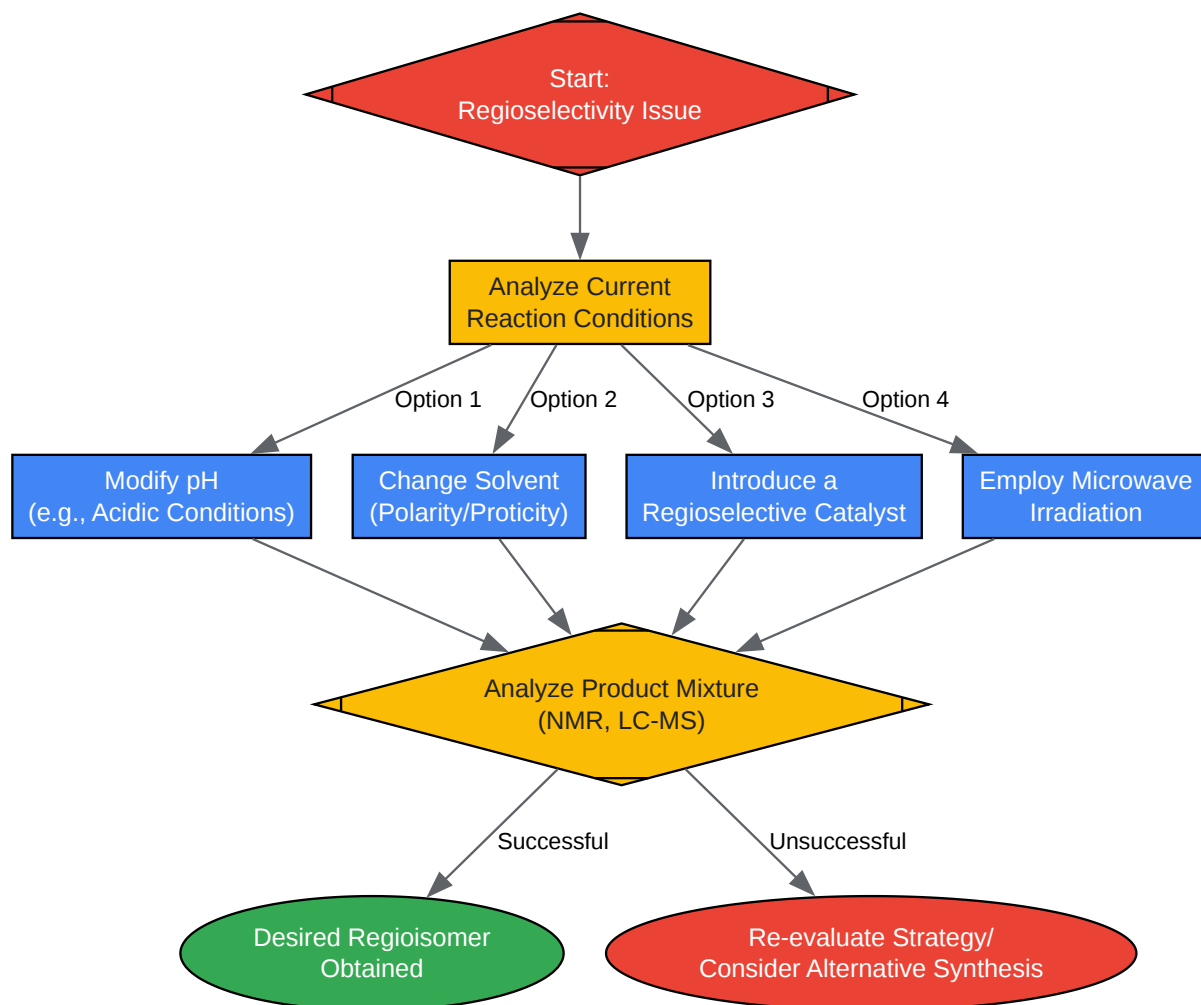 Start:
Regioselectivity Issue
Analyze Current
Reaction Conditions
Option 1
Option 2
Option 3
Option 4
Modify pH
(e.g., Acidic Conditions)
Change Solvent
(Polarity/Proticity)
Introduce a
Regioselective Catalyst
Employ Microwave
Irradiation
Analyze Product Mixture
(NMR, LC-MS)
Successful
Unsuccessful
Desired Regioisomer
Obtained
Re-evaluate Strategy/
Consider Alternative Synthesis